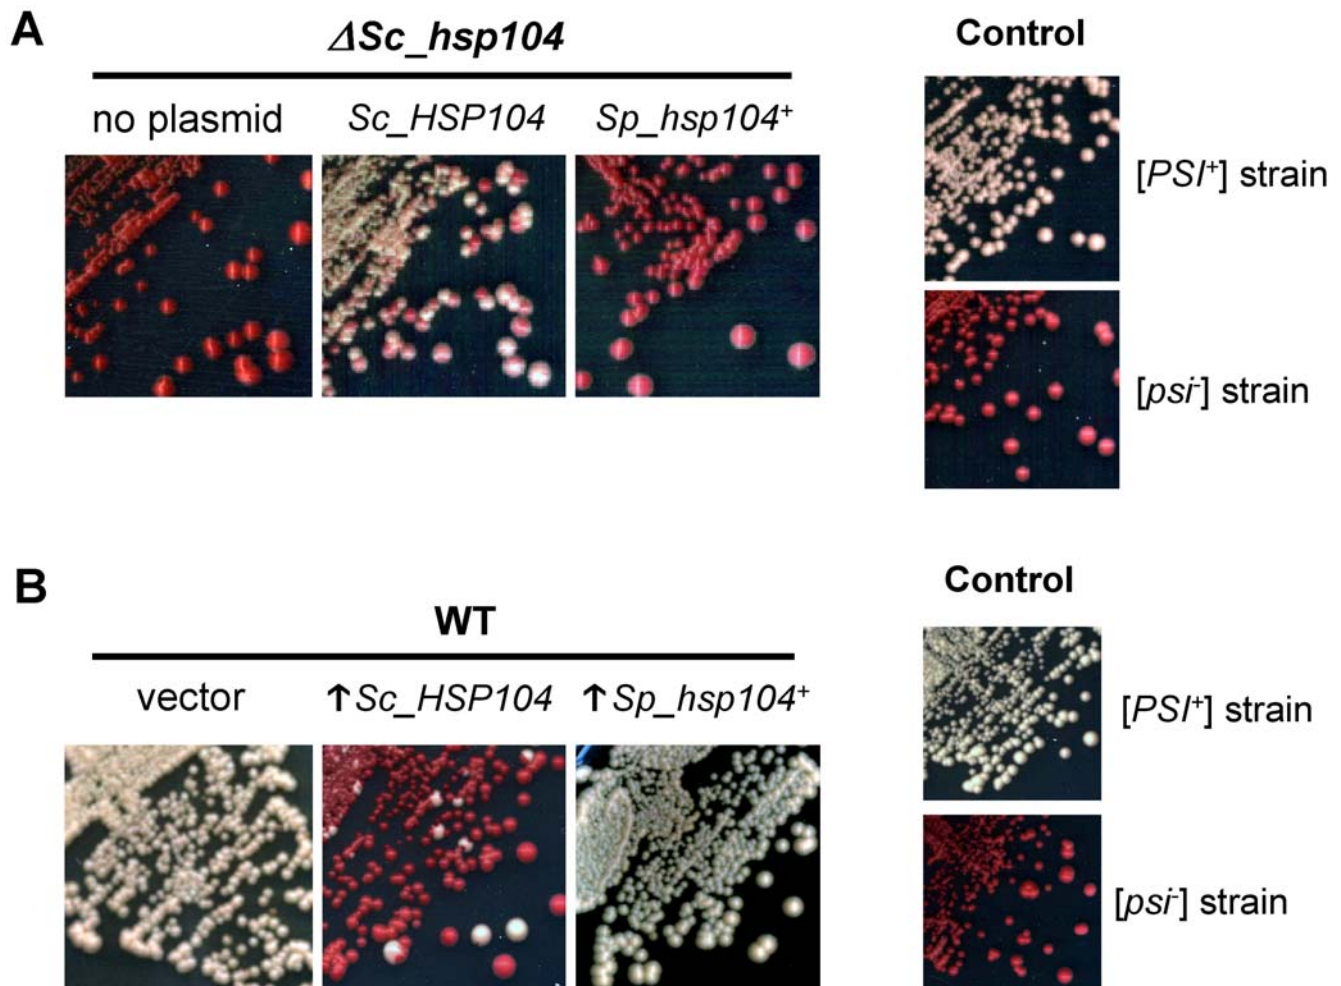 A
ΔSc_hsp104
Control
no plasmid
Sc_HSP104
Sp_hsp104⁺
[PSI⁺] strain
[psi⁻] strain
B
Control
WT
vector
↑Sc_HSP104
↑Sp_hsp104⁺
[PSI⁺] strain
[psi⁻] strain